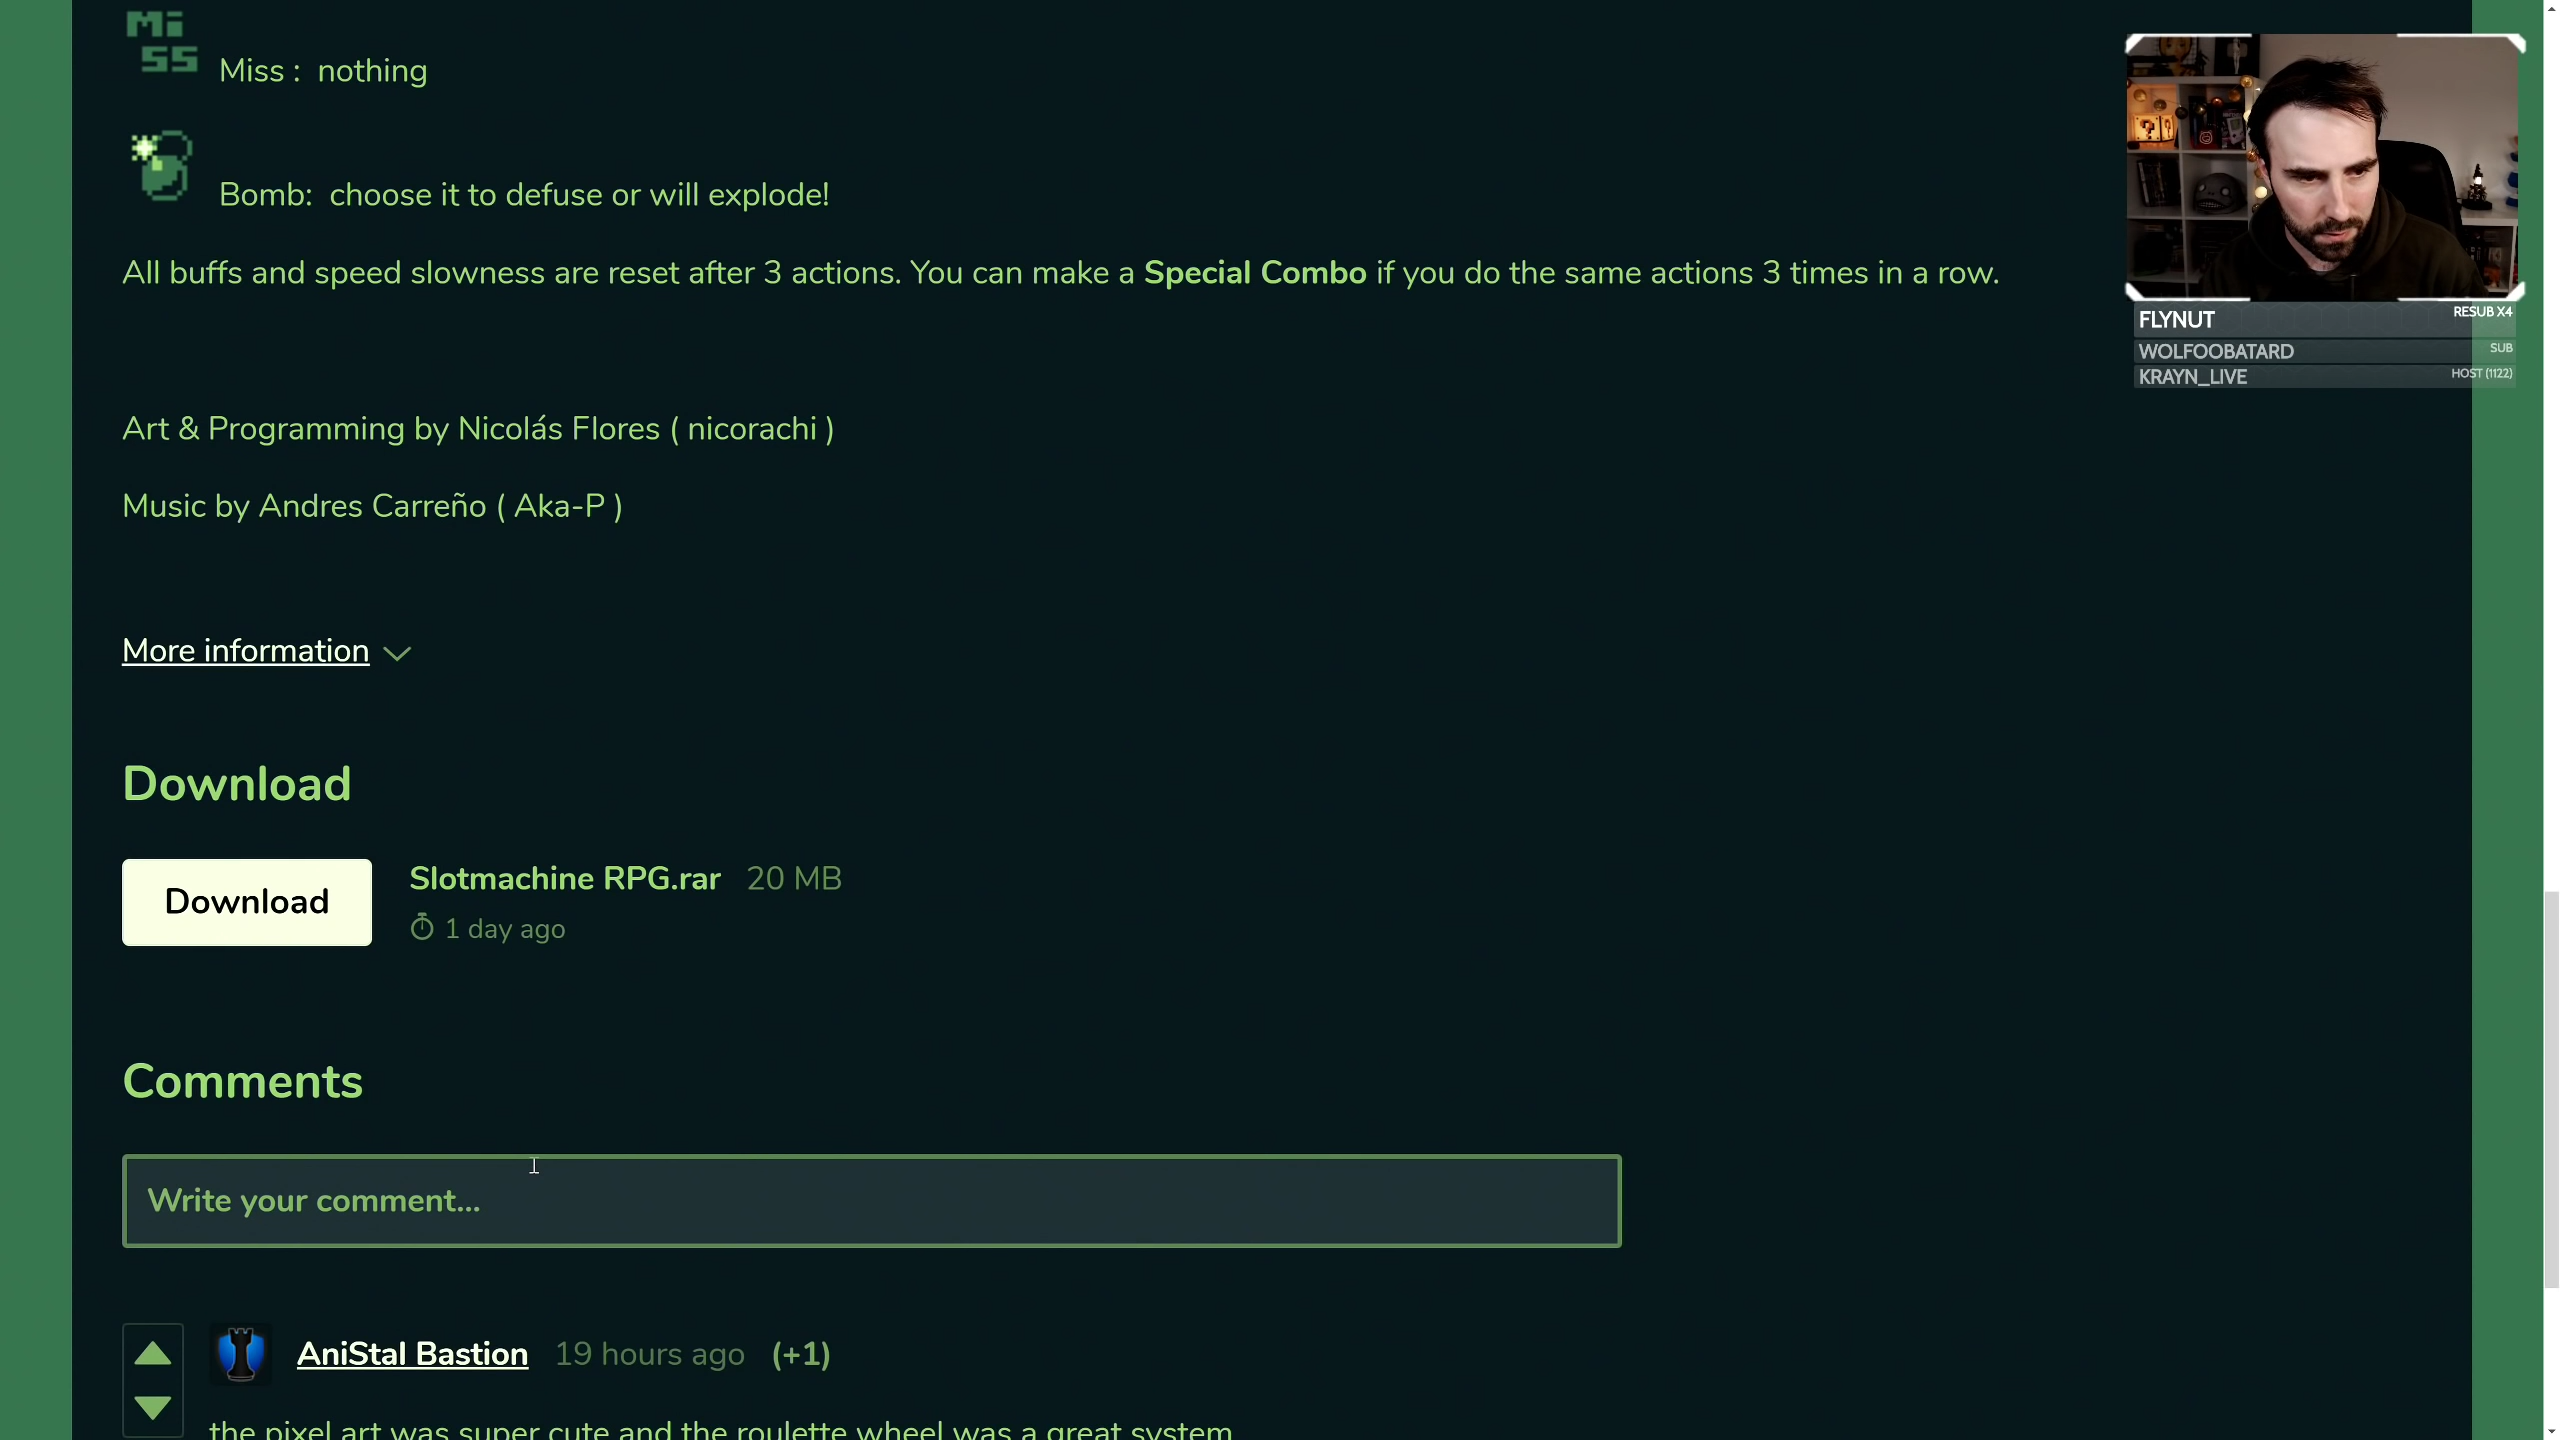 Miss
Miss :  nothing
Bomb:  choose it to defuse or will explode!
All buffs and speed slowness are reset after 3 actions. You can make a Special Combo if you do the same actions 3 times in a row.
Art & Programming by Nicolás Flores ( nicorachi )
Music by Andres Carreño ( Aka-P )
More information
Download
Download
Slotmachine RPG.rar 20 MB
1 day ago
Comments
Write your comment...
AniStal Bastion 19 hours ago (+1)
the pixel art was super cute and the roulette wheel was a great system
FLYNUT RESUB X4
WOLFOOBATARD SUB
KRAYN_LIVE HOST (1122)